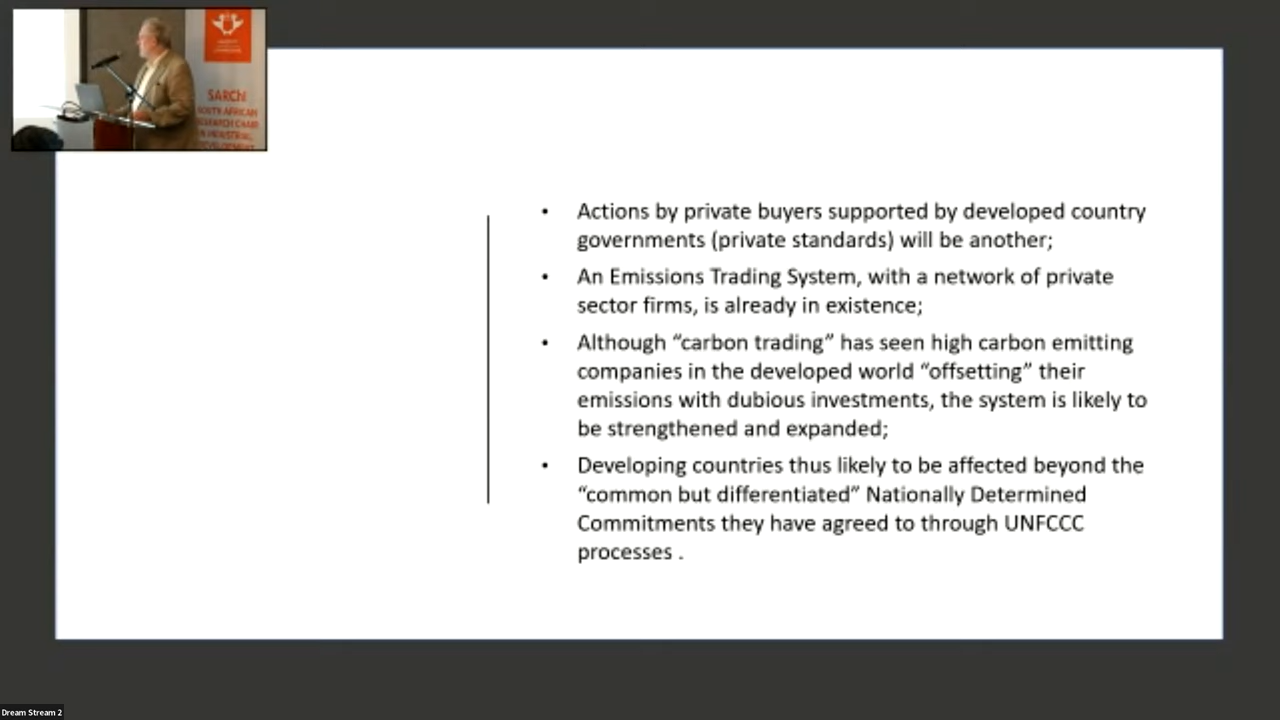 SARChI
SOUTH AFRICAN
RESEARCH CHAIR
IN INDUSTRIAL
DEVELOPMENT
• Actions by private buyers supported by developed country
governments (private standards) will be another;
• An Emissions Trading System, with a network of private
sector firms, is already in existence;
• Although “carbon trading” has seen high carbon emitting
companies in the developed world “offsetting” their
emissions with dubious investments, the system is likely to
be strengthened and expanded;
• Developing countries thus likely to be affected beyond the
“common but differentiated” Nationally Determined
Commitments they have agreed to through UNFCCC
processes .
Dream Stream 2